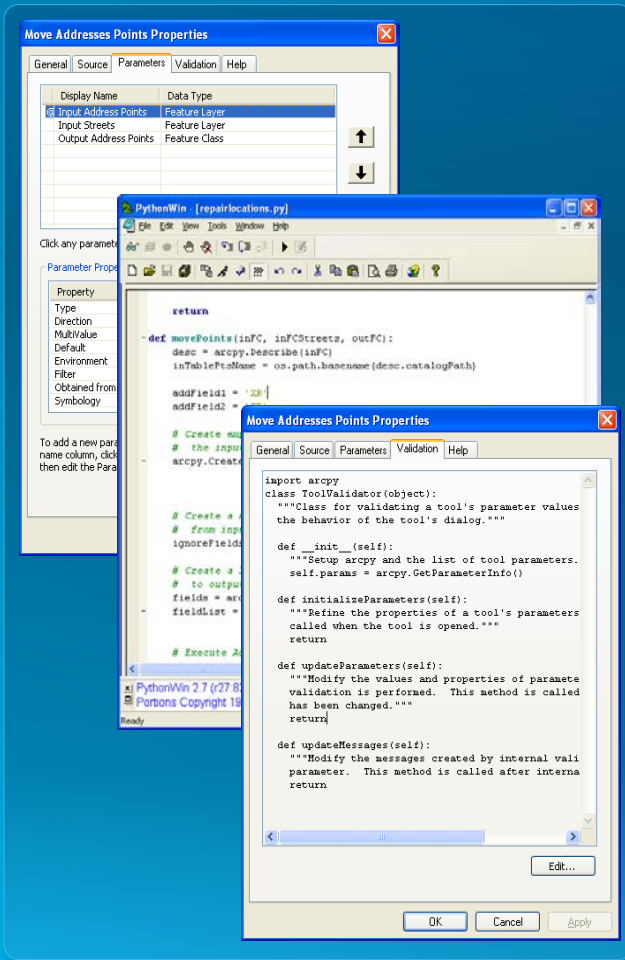 Move Addresses Points Properties
General Source Parameters Validation Help
Display Name Data Type
Input Address Points Feature Layer
Input Streets Feature Layer
Output Address Points Feature Class
Click any paramete
Parameter Prope
Property
Type
Direction
MultiValue
Default
Environment
Filter
Obtained from
Symbology
To add a new para
name column, click
then edit the Para
PythonWin - [repairlocations.py]
File Edit View Tools Window Help
return
def movePoints(inFC, inFCStreets, outFC):
desc = arcpy.Describe(inFC)
inTablePtsName = os.path.basename(desc.catalogPath)
addField1 = 'XR'
addField2 =
# Create emp
# the inpu
arcpy.Create
# Create a
# from inp
ignoreFields
# Create a
# to outpu
fields = arc
fieldList =
# Execute Ad
PythonWin 2.7 (r27:82
Portions Copyright 19
Ready
Move Addresses Points Properties
General Source Parameters Validation Help
import arcpy
class ToolValidator(object):
"""Class for validating a tool's parameter values
the behavior of the tool's dialog."""
def __init__(self):
"""Setup arcpy and the list of tool parameters.
self.params = arcpy.GetParameterInfo()
def initializeParameters(self):
"""Refine the properties of a tool's parameters
called when the tool is opened."""
return
def updateParameters(self):
"""Modify the values and properties of paramete
validation is performed. This method is called
has been changed."""
return
def updateMessages(self):
"""Modify the messages created by internal vali
parameter. This method is called after interna
return
Edit...
OK Cancel Apply